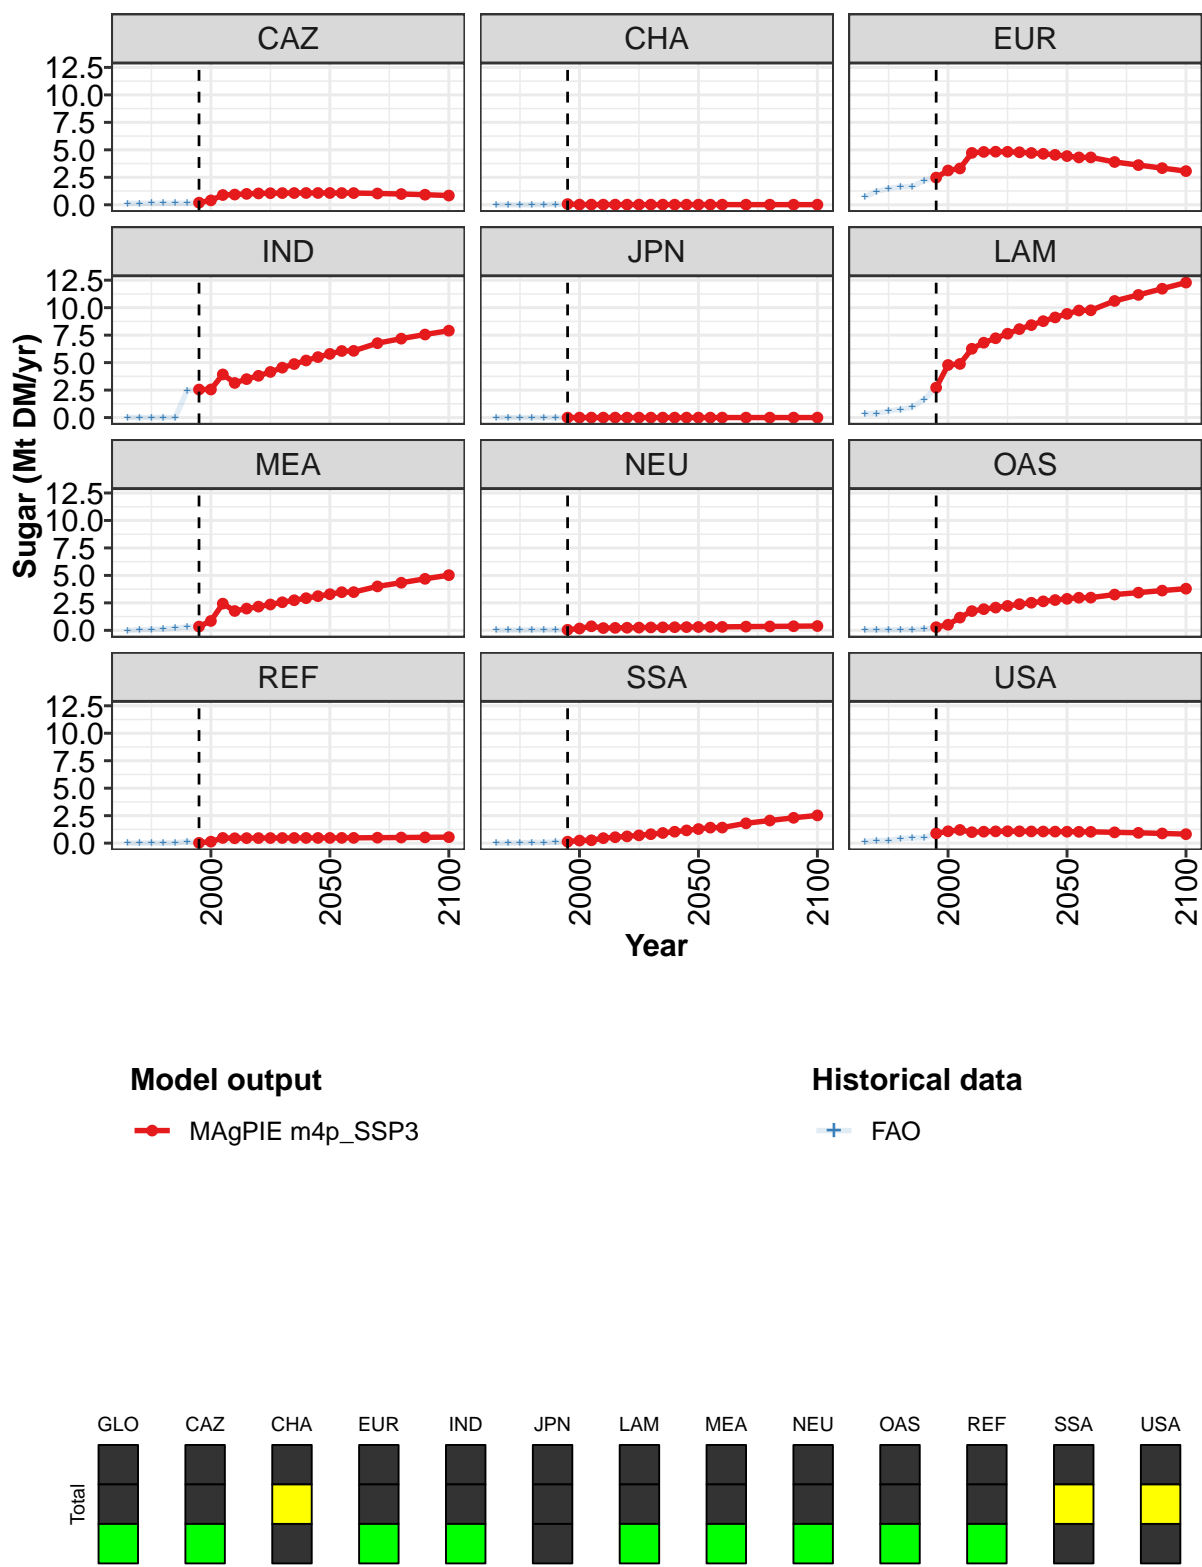 CAZ CHA EUR
12.5
10.0
7.5
5.0
2.5
0.0
IND JPN LAM
12.5
10.0
7.5
5.0
2.5
0.0
MEA NEU OAS
12.5
10.0
7.5
5.0
2.5
0.0
REF SSA USA
12.5
10.0
7.5
5.0
2.5
0.0
Sugar (Mt DM/yr)
2000 2050 2100 2000 2050 2100 2000 2050 2100
Year
Model output Historical data
MAgPIE m4p_SSP3 FAO
GLO CAZ CHA EUR IND JPN LAM MEA NEU OAS REF SSA USA
Total